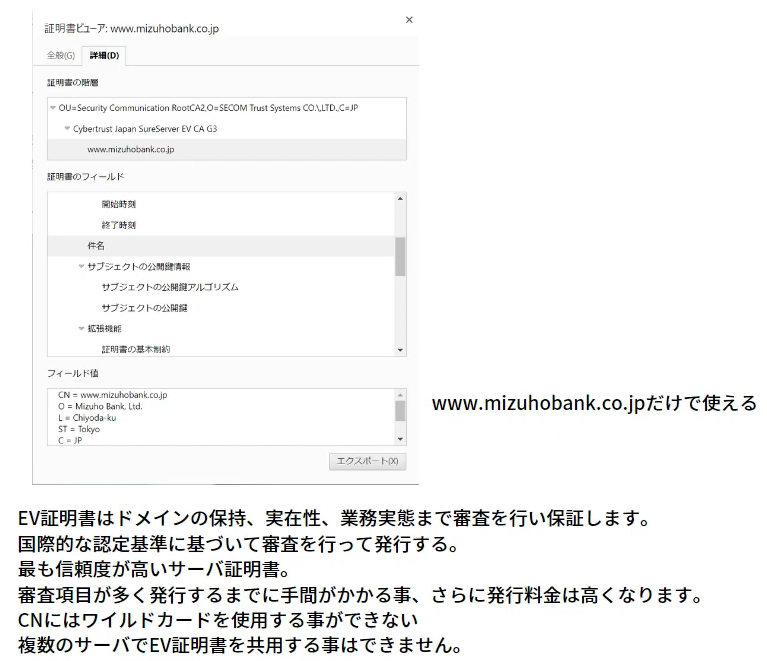 証明書ビューア: www.mizuhobank.co.jp
×
全般(G) 詳細(D)
証明書の階層
OU=Security Communication RootCA2,O=SECOM Trust Systems CO.\,LTD.,C=JP
Cybertrust Japan SureServer EV CA G3
www.mizuhobank.co.jp
証明書のフィールド
開始時刻
終了時刻
件名
サブジェクトの公開鍵情報
サブジェクトの公開鍵アルゴリズム
サブジェクトの公開鍵
拡張機能
証明書の基本制約
フィールド値
CN = www.mizuhobank.co.jp
O = Mizuho Bank, Ltd.
L = Chiyoda-ku
ST = Tokyo
C = JP
エクスポート(X)
www.mizuhobank.co.jpだけで使える
EV証明書はドメインの保持、実在性、業務実態まで審査を行い保証します。
国際的な認定基準に基づいて審査を行って発行する。
最も信頼度が高いサーバ証明書。
審査項目が多く発行するまでに手間がかかる事、さらに発行料金は高くなります。
CNにはワイルドカードを使用する事ができない
複数のサーバでEV証明書を共用する事はできません。